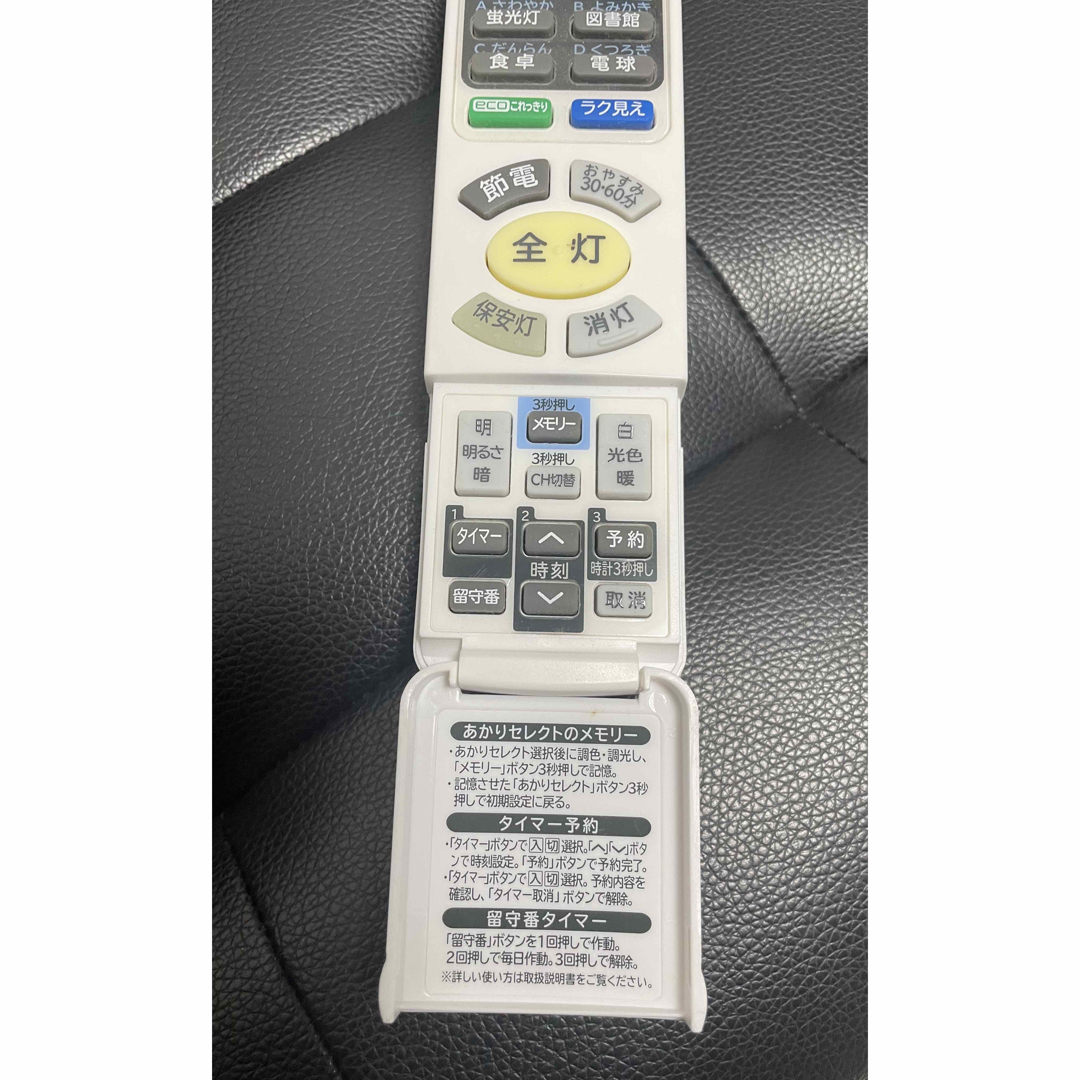 A さわやか B よみかき
蛍光灯 図書館
C だんらん D くつろぎ
食卓 電球
ecoこれっきり ラク見え
節電 おやすみ
30・60分
全灯
保安灯 消灯
3秒押し
明 メモリー 白
明るさ 3秒押し 光色
暗 CH切替 暖
1 2 3
タイマー へ 予約
時刻 時計3秒押し
留守番 取消
あかりセレクトのメモリー
・あかりセレクト選択後に調色・調光し、
「メモリー」ボタン3秒押しで記憶。
・記憶させた「あかりセレクト」ボタン3秒
押しで初期設定に戻る。
タイマー予約
・「タイマー」ボタンで入切選択。「へ」「﹀」ボタ
ンで時刻設定。「予約」ボタンで予約完了。
・「タイマー」ボタンで入切選択。予約内容を
確認し、「タイマー取消」ボタンで解除。
留守番タイマー
「留守番」ボタンを1回押しで作動。
2回押しで毎日作動。3回押しで解除。
※詳しい使い方は取扱説明書をご覧ください。